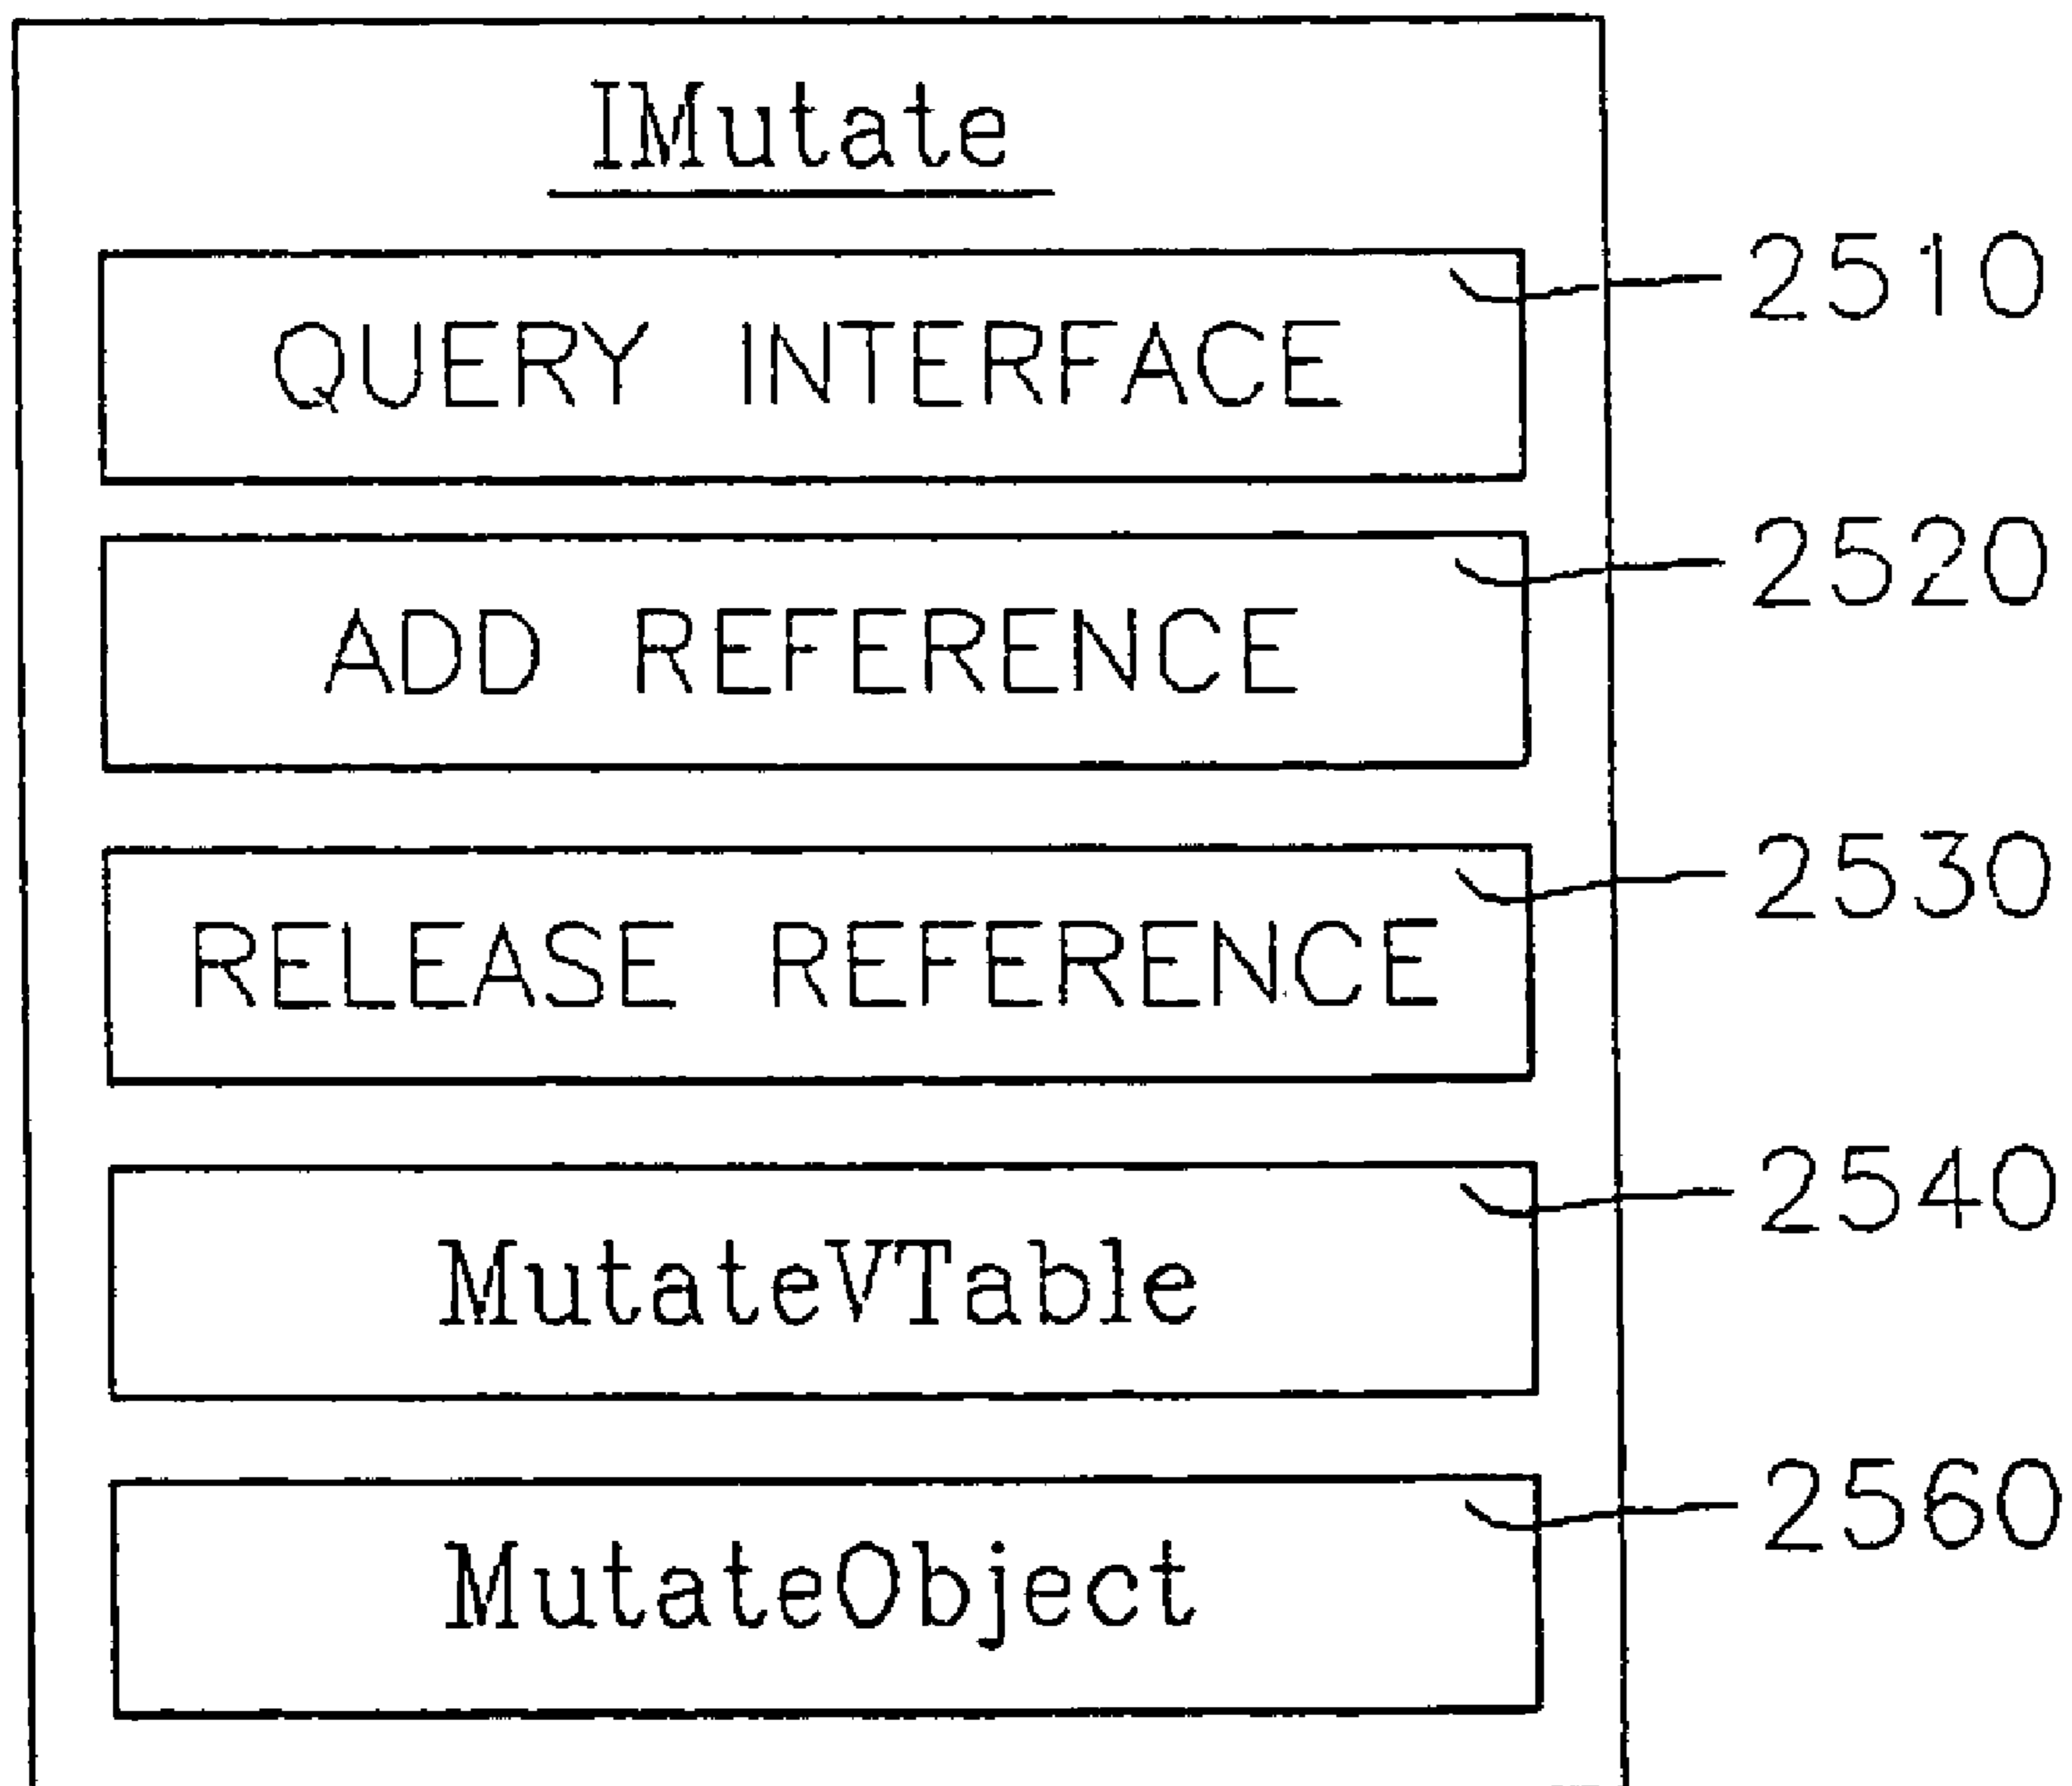 IMutate
QUERY INTERFACE 2510
ADD REFERENCE 2520
RELEASE REFERENCE 2530
MutateVTable 2540
MutateObject 2560